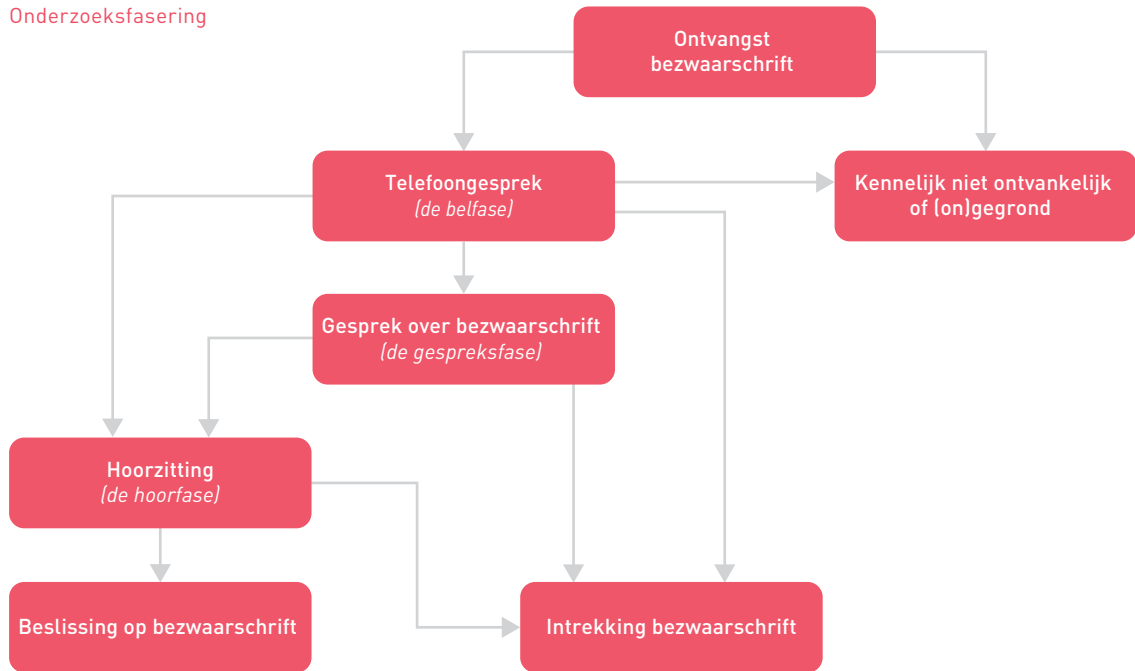 Onderzoeksfasering
Ontvangst
bezwaarschrift
Telefoongesprek
(de belfase)
Kennelijk niet ontvankelijk
of (on)gegrond
Gesprek over bezwaarschrift
(de gespreksfase)
Hoorzitting
(de hoorfase)
Beslissing op bezwaarschrift
Intrekking bezwaarschrift